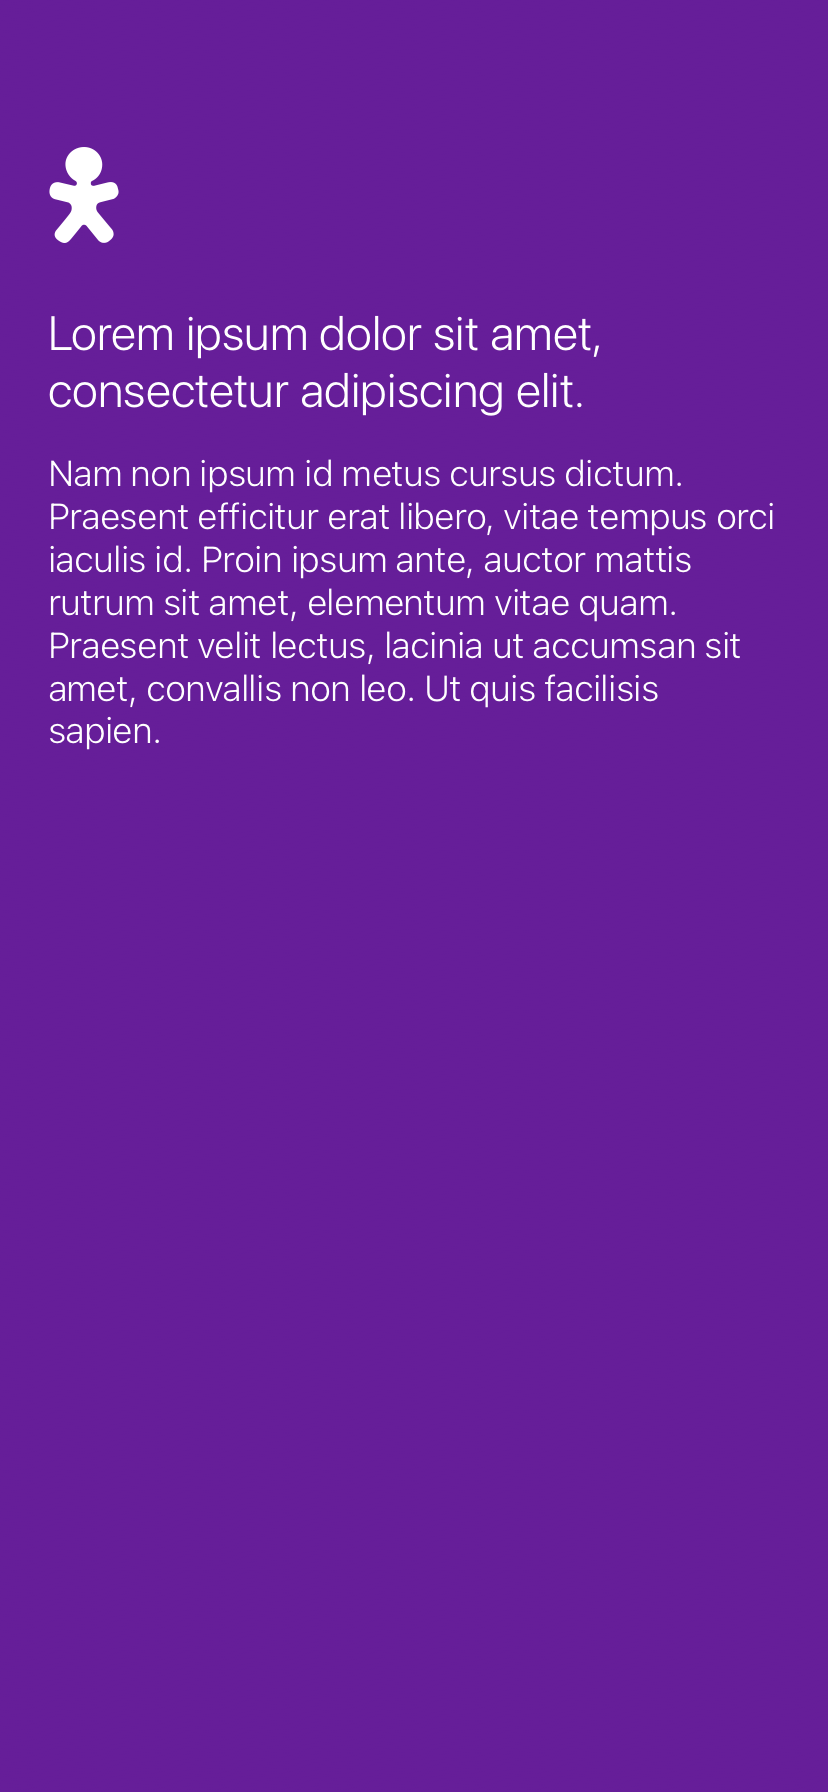 Lorem ipsum dolor sit amet,
consectetur adipiscing elit.
Nam non ipsum id metus cursus dictum.
Praesent efficitur erat libero, vitae tempus orci
iaculis id. Proin ipsum ante, auctor mattis
rutrum sit amet, elementum vitae quam.
Praesent velit lectus, lacinia ut accumsan sit
amet, convallis non leo. Ut quis facilisis
sapien.